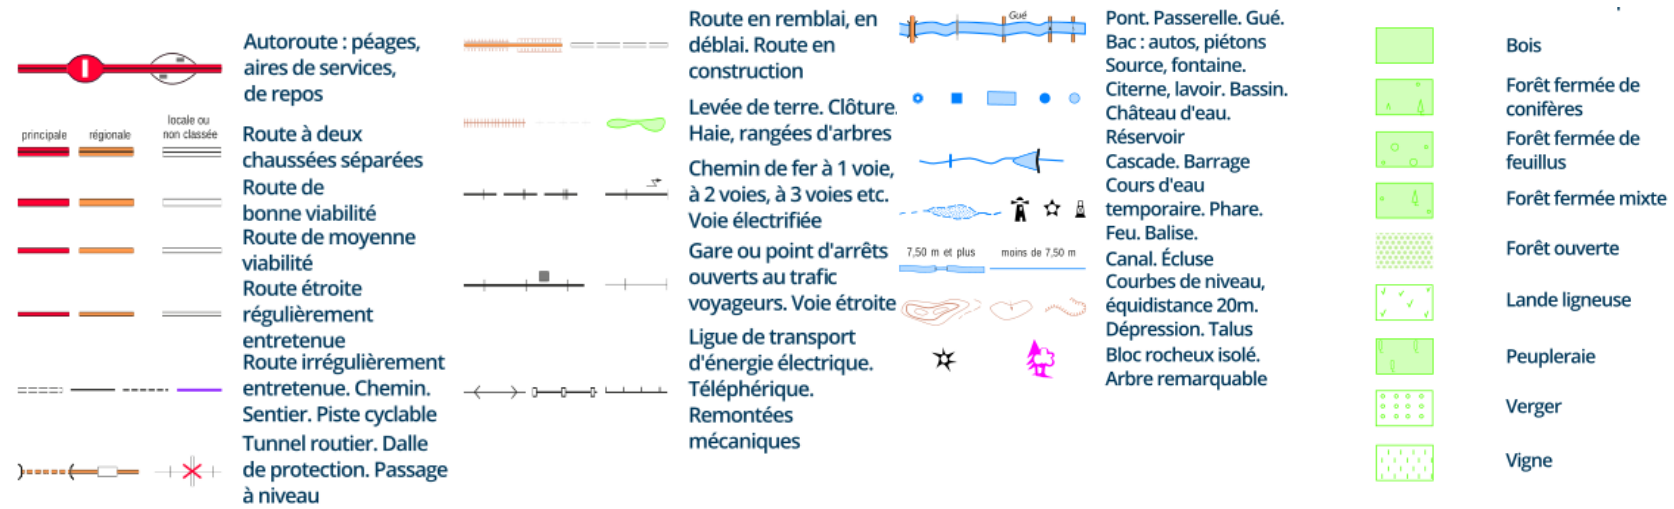 Autoroute : péages,
aires de services,
de repos
principale
régionale
locale ou
non classée
Route à deux
chaussées séparées
Route de
bonne viabilité
Route de moyenne
viabilité
Route étroite
régulièrement
entretenue
Route irrégulièrement
entretenue. Chemin.
Sentier. Piste cyclable
Tunnel routier. Dalle
de protection. Passage
à niveau
Route en remblai, en
déblai. Route en
construction
Levée de terre. Clôture.
Haie, rangées d'arbres
Chemin de fer à 1 voie,
à 2 voies, à 3 voies etc.
Voie électrifiée
Gare ou point d'arrêts
ouverts au trafic
voyageurs. Voie étroite
Ligue de transport
d'énergie électrique.
Téléphérique.
Remontées
mécaniques
Gué
7,50 m et plus
moins de 7,50 m
Pont. Passerelle. Gué.
Bac : autos, piétons
Source, fontaine.
Citerne, lavoir. Bassin.
Château d'eau.
Réservoir
Cascade. Barrage
Cours d'eau
temporaire. Phare.
Feu. Balise.
Canal. Écluse
Courbes de niveau,
équidistance 20m.
Dépression. Talus
Bloc rocheux isolé.
Arbre remarquable
Bois
Forêt fermée de
conifères
Forêt fermée de
feuillus
Forêt fermée mixte
Forêt ouverte
Lande ligneuse
Peupleraie
Verger
Vigne